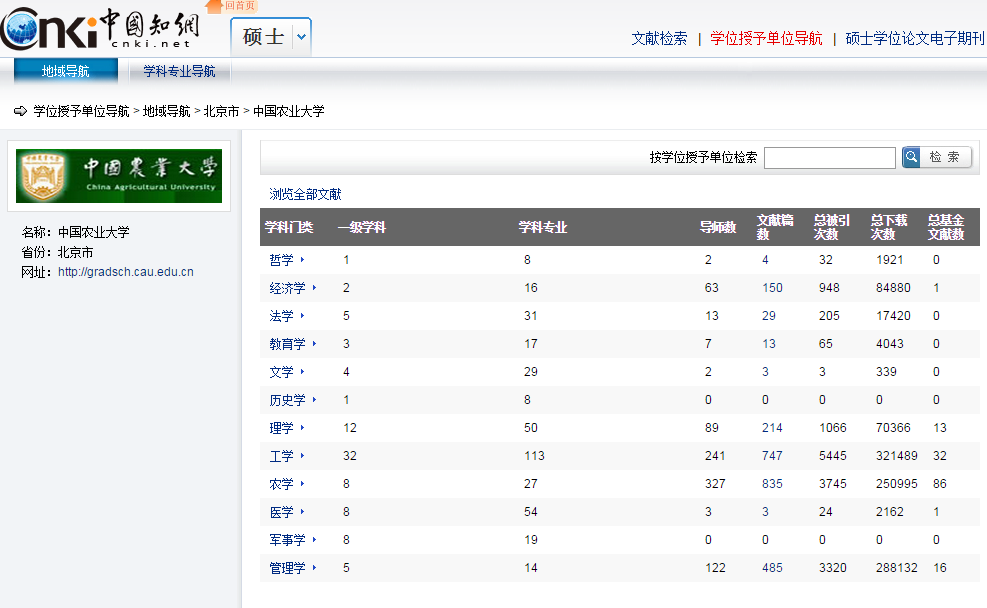 回首页
Cnki 中國知網
cnki.net
硕士
文献检索 | 学位授予单位导航 | 硕士学位论文电子期刊
地域导航 学科专业导航
学位授予单位导航 > 地域导航 > 北京市 > 中国农业大学
中國農業大學
China Agricultural University
名称：中国农业大学
省份：北京市
网址：http://gradsch.cau.edu.cn
按学位授予单位检索 检 索
浏览全部文献
学科门类 一级学科 学科专业 导师数 文献篇数 总被引次数 总下载次数 总基金文献数
哲学 1 8 2 4 32 1921 0
经济学 2 16 63 150 948 84880 1
法学 5 31 13 29 205 17420 0
教育学 3 17 7 13 65 4043 0
文学 4 29 2 3 3 339 0
历史学 1 8 0 0 0 0 0
理学 12 50 89 214 1066 70366 13
工学 32 113 241 747 5445 321489 32
农学 8 27 327 835 3745 250995 86
医学 8 54 3 3 24 2162 1
军事学 8 19 0 0 0 0 0
管理学 5 14 122 485 3320 288132 16